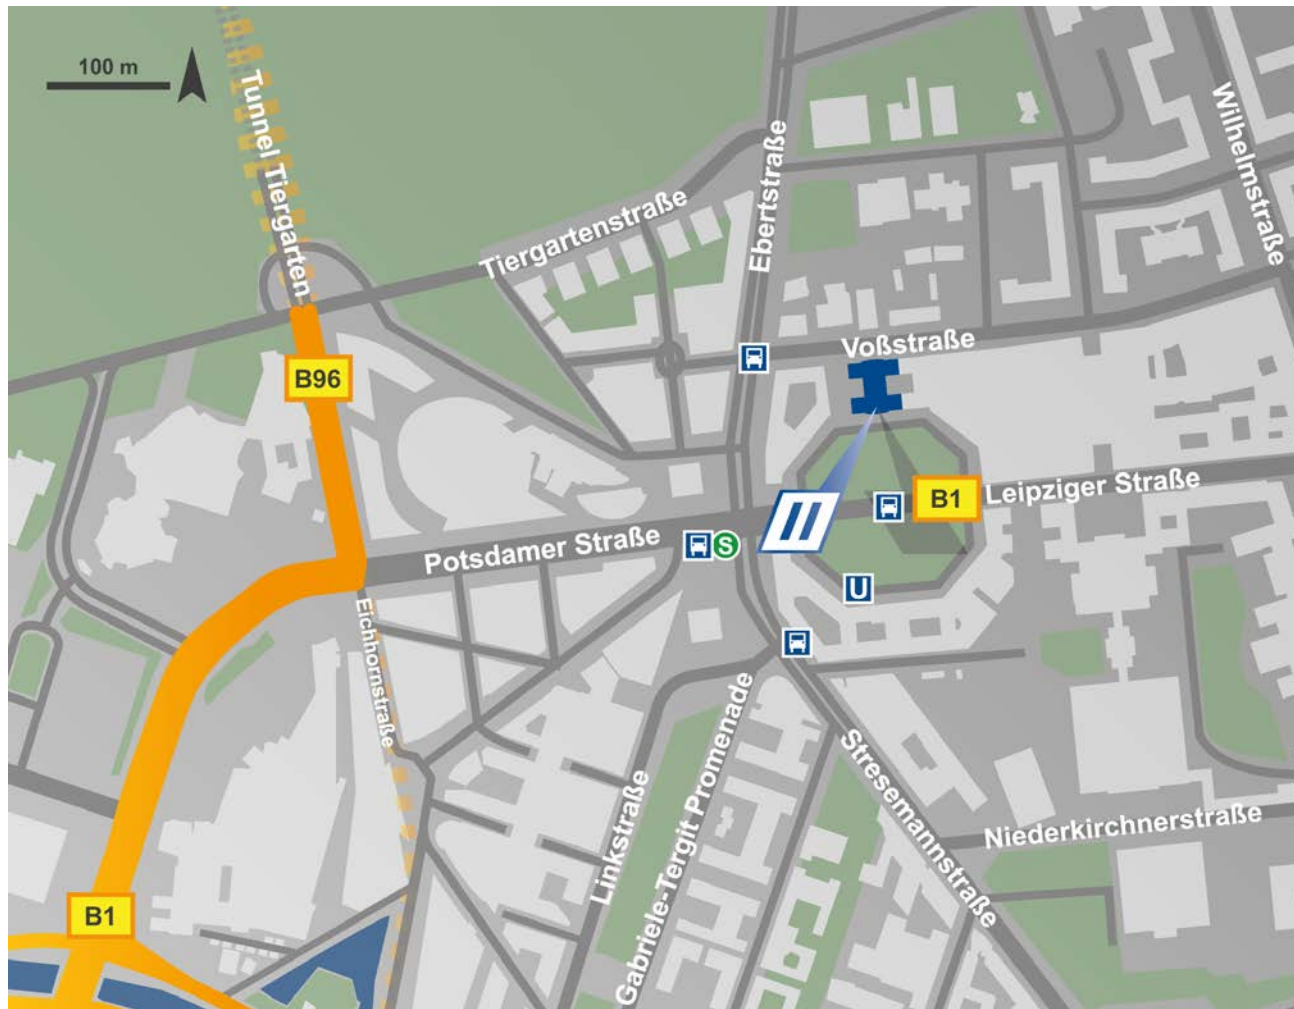 100 m
Tunnel Tiergarten
Tiergartenstraße
Ebertstraße
Wilhelmstraße
Voßstraße
B96
B1
Leipziger Straße
Potsdamer Straße
S
U
Eichhornstraße
Linkstraße
Gabriele-Tergit Promenade
Stresemannstraße
Niederkirchnerstraße
B1